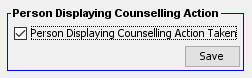 Person Displaying Counselling Action
Person Displaying Counselling Action Taken
Save